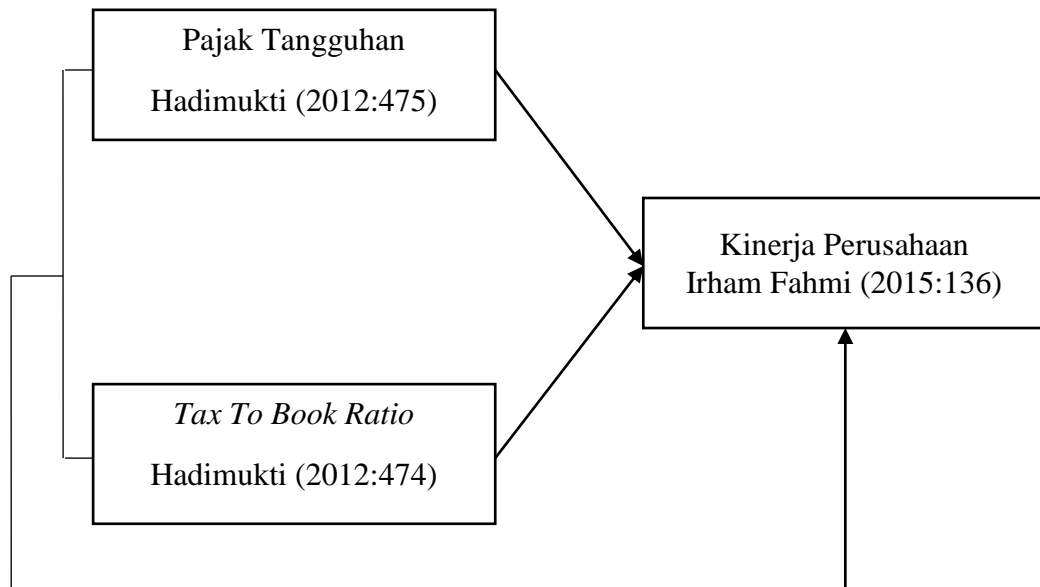 Pajak Tangguhan
Hadimukti (2012:475)
Kinerja Perusahaan
Irham Fahmi (2015:136)
Tax To Book Ratio
Hadimukti (2012:474)